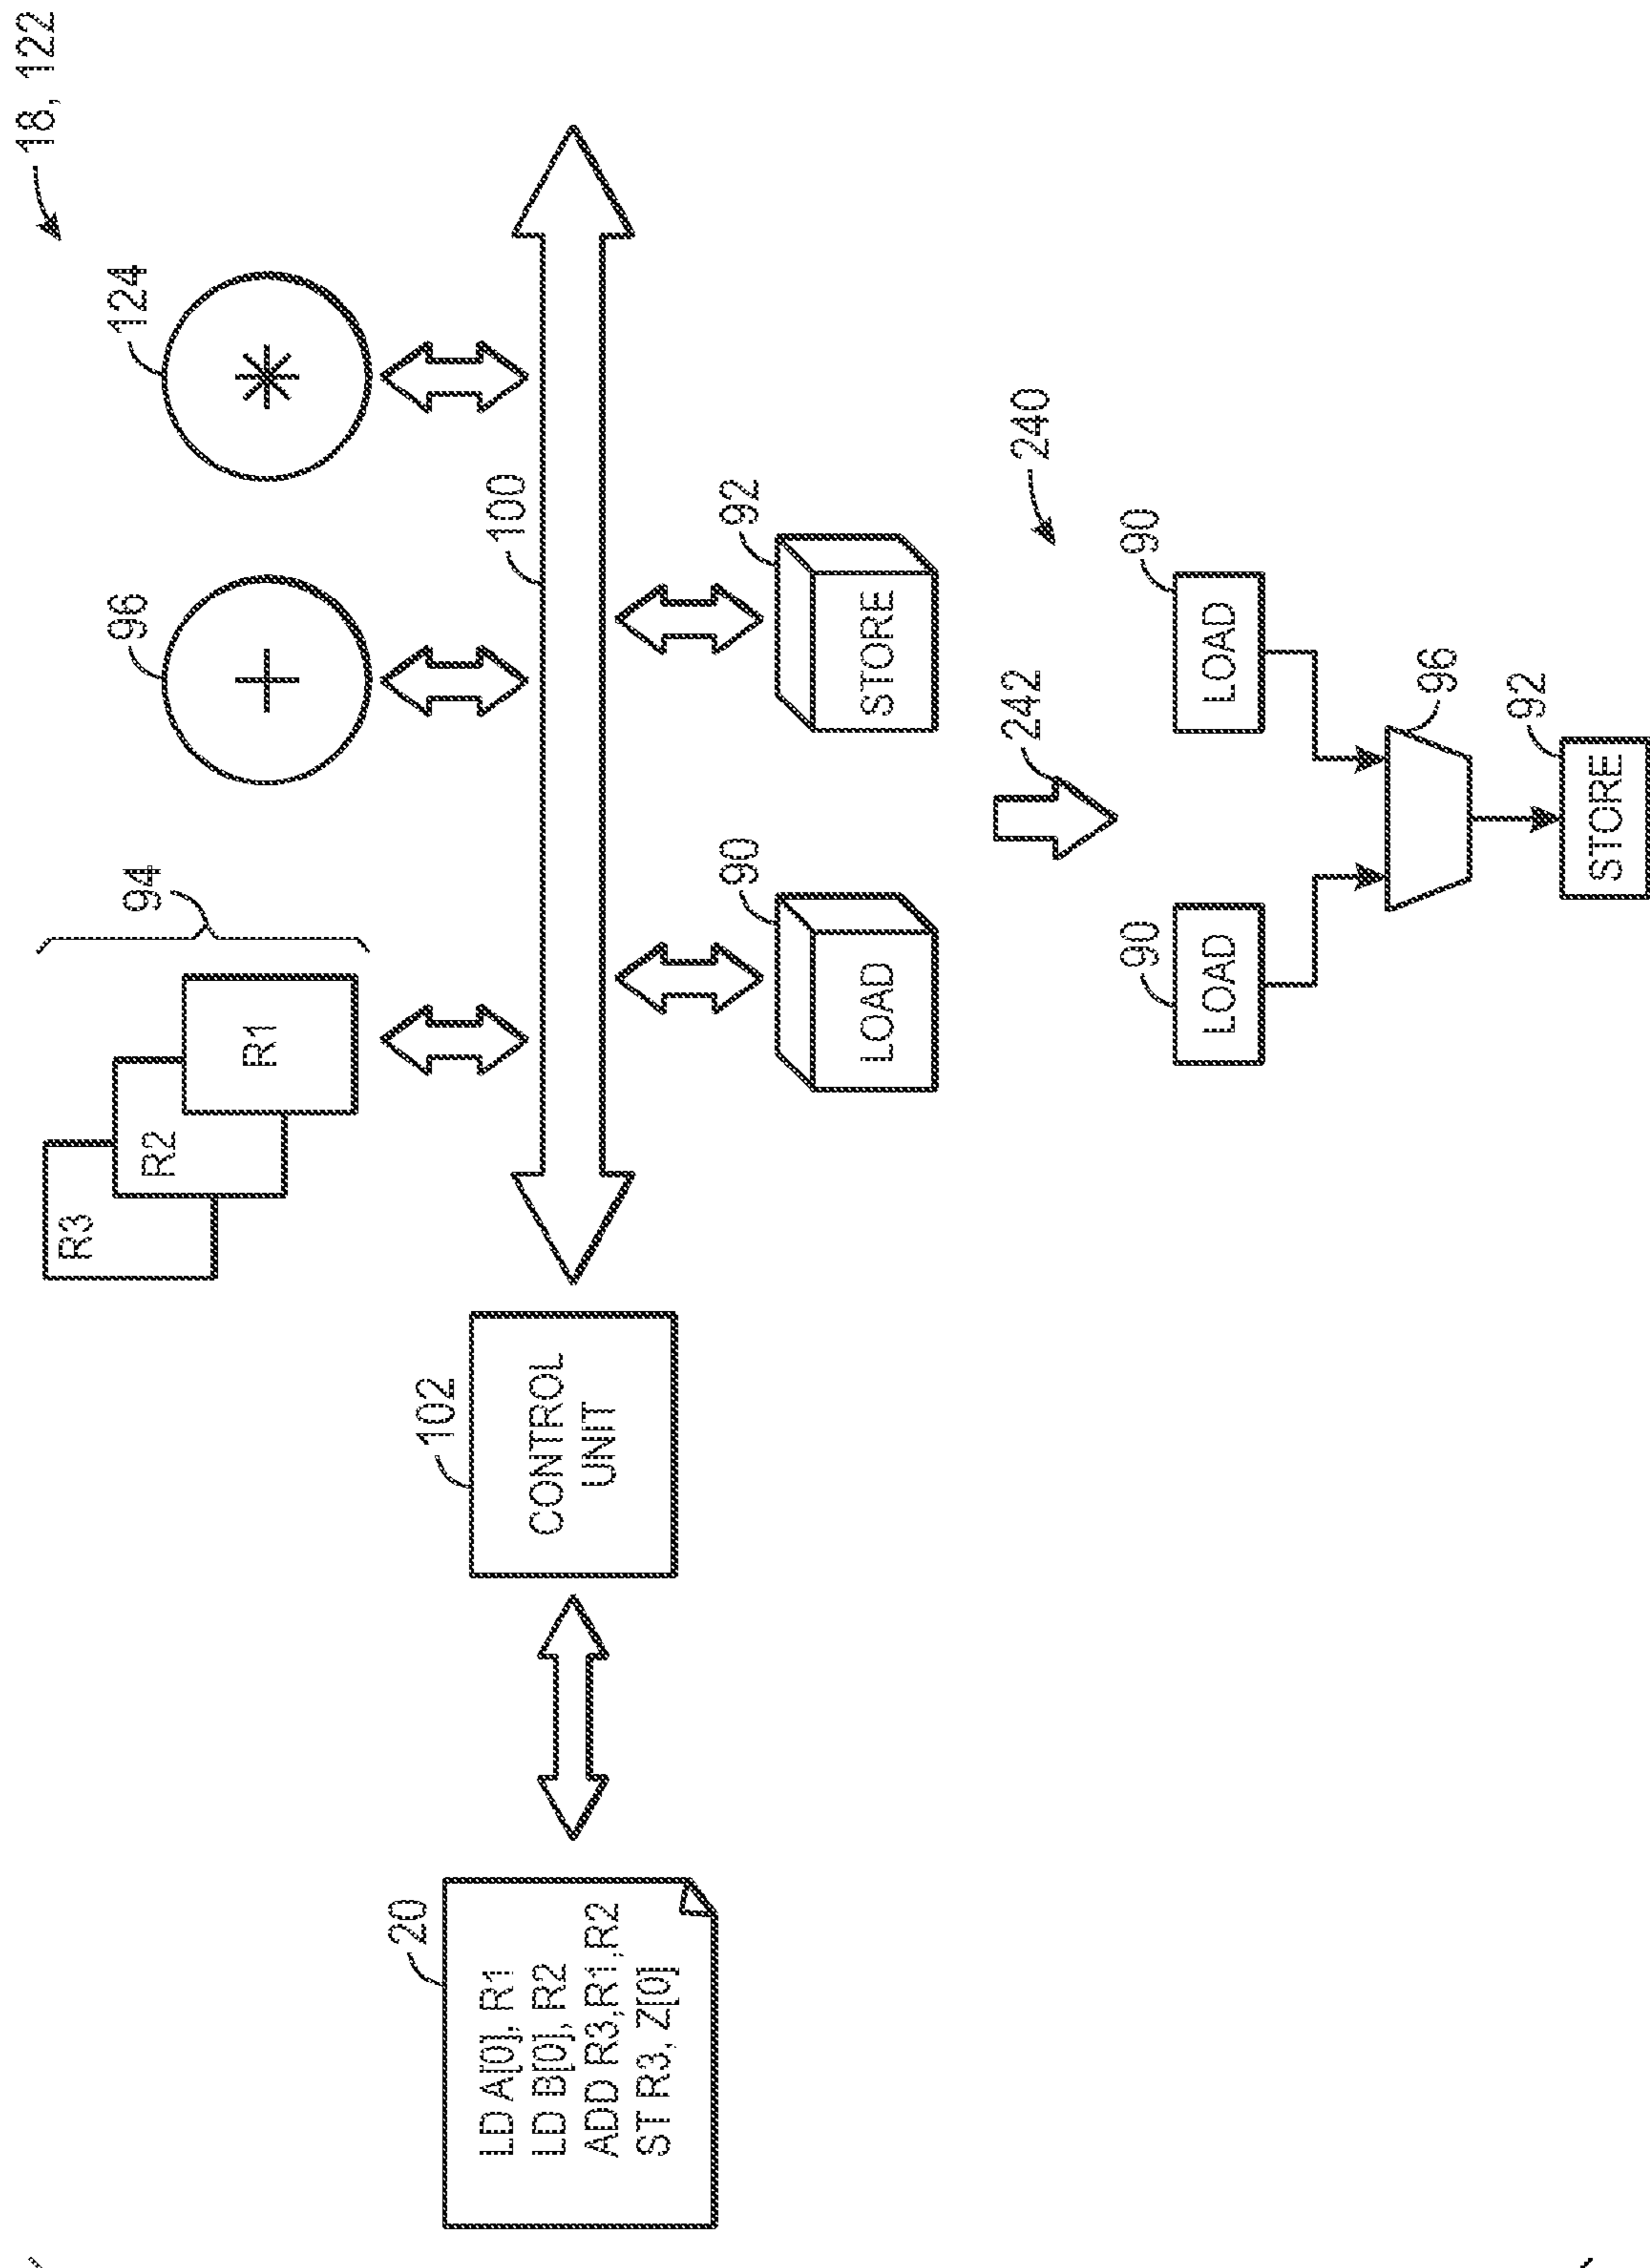 18, 122
94
R3
R2
R1
96
+
124
*
100
20
LD A[0], R1
LD B[0], R2
ADD R3,R1,R2
ST R3, Z[0]
102
CONTROL
UNIT
90
LOAD
92
STORE
242
240
90
LOAD
90
LOAD
96
92
STORE